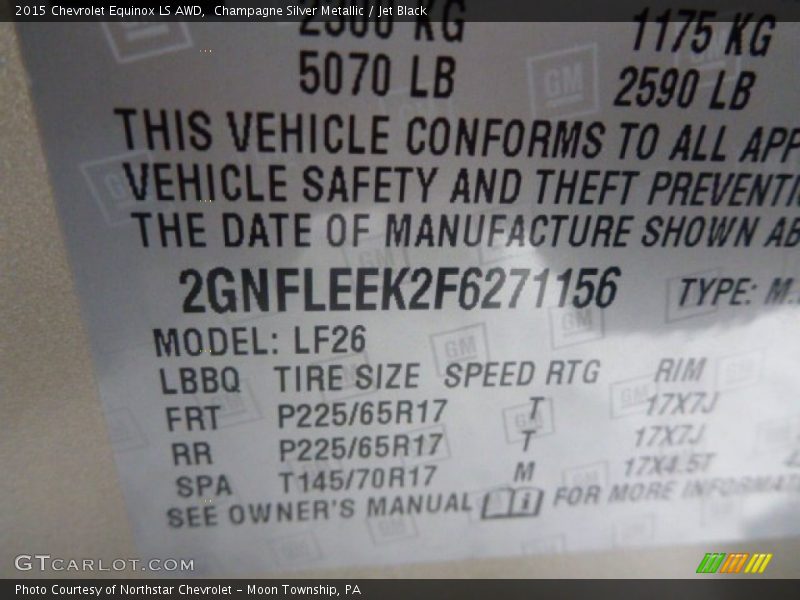 2015 Chevrolet Equinox LS AWD,  Champagne Silver Metallic / Jet Black
2300 KG 1175 KG
5070 LB 2590 LB
THIS VEHICLE CONFORMS TO ALL APP
VEHICLE SAFETY AND THEFT PREVENTI
THE DATE OF MANUFACTURE SHOWN AB
2GNFLEEK2F6271156 TYPE: M.
MODEL: LF26
LBBQ TIRE SIZE SPEED RTG RIM
FRT P225/65R17 T 17X7J
RR P225/65R17 T 17X7J
SPA T145/70R17 M 17X4.5T
SEE OWNER'S MANUAL i FOR MORE INFORMAT
GTCARLOT.COM
Photo Courtesy of Northstar Chevrolet - Moon Township, PA